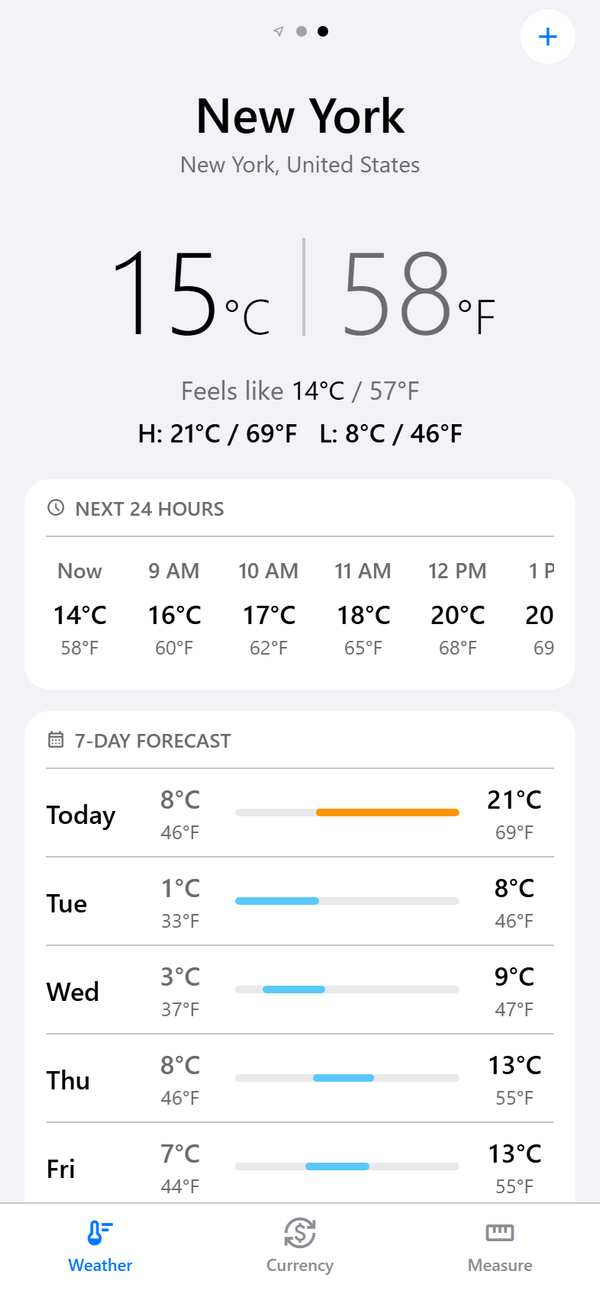 New York
New York, United States
15°C 58°F
Feels like 14°C / 57°F
H: 21°C / 69°F L: 8°C / 46°F
NEXT 24 HOURS
Now 9 AM 10 AM 11 AM 12 PM 1 P
14°C 16°C 17°C 18°C 20°C 20
58°F 60°F 62°F 65°F 68°F 69
7-DAY FORECAST
Today 8°C 21°C
46°F 69°F
Tue 1°C 8°C
33°F 46°F
Wed 3°C 9°C
37°F 47°F
Thu 8°C 13°C
46°F 55°F
Fri 7°C 13°C
44°F 55°F
Weather Currency Measure